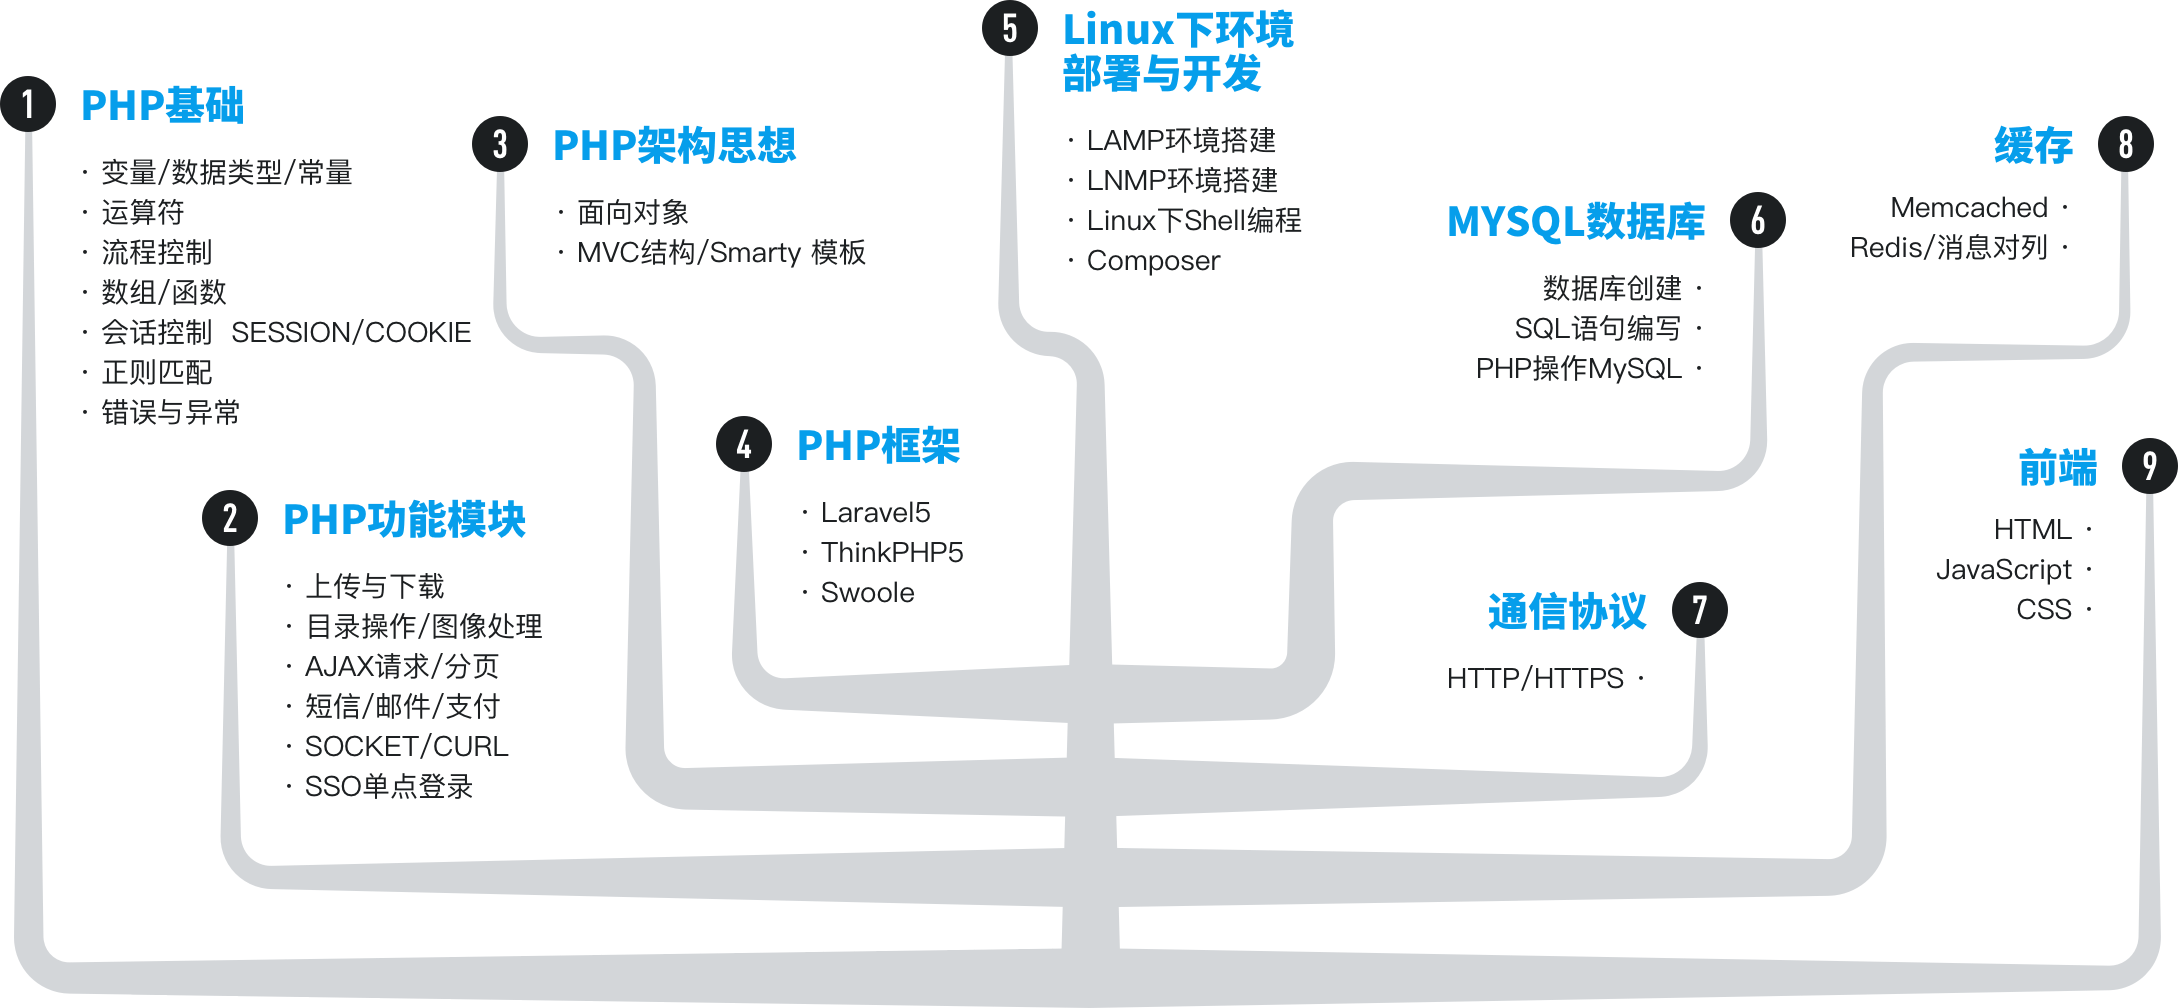 1
PHP基础
· 变量/数据类型/常量
· 运算符
· 流程控制
· 数组/函数
· 会话控制 SESSION/COOKIE
· 正则匹配
· 错误与异常
2
PHP功能模块
· 上传与下载
· 目录操作/图像处理
· AJAX请求/分页
· 短信/邮件/支付
· SOCKET/CURL
· SSO单点登录
3
PHP架构思想
· 面向对象
· MVC结构/Smarty 模板
4
PHP框架
· Laravel5
· ThinkPHP5
· Swoole
5
Linux下环境
部署与开发
· LAMP环境搭建
· LNMP环境搭建
· Linux下Shell编程
· Composer
MYSQL数据库
6
数据库创建 ·
SQL语句编写 ·
PHP操作MySQL ·
通信协议
7
HTTP/HTTPS ·
缓存
8
Memcached ·
Redis/消息对列 ·
前端
9
HTML ·
JavaScript ·
CSS ·